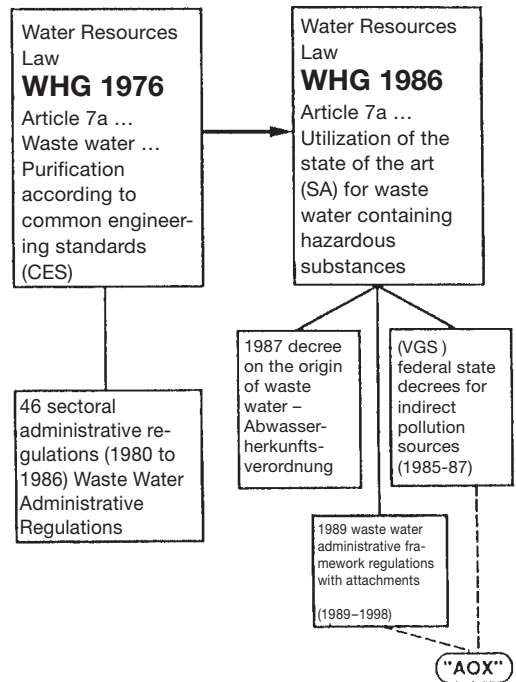 Water Resources
Law
WHG 1976
Article 7a …
Waste water …
Purification
according to
common engineer-
ing standards
(CES)
46 sectoral
administrative re-
gulations (1980 to
1986) Waste Water
Administrative
Regulations
Water Resources
Law
WHG 1986
Article 7a …
Utilization of the
state of the art
(SA) for waste
water containing
hazardous
substances
1987 decree
on the origin
of waste
water –
Abwasser-
herkunfts-
verordnung
(VGS )
federal state
decrees for
indirect
pollution
sources
(1985-87)
1989 waste water
administrative fra-
mework regulations
with attachments
(1989–1998)
"AOX"